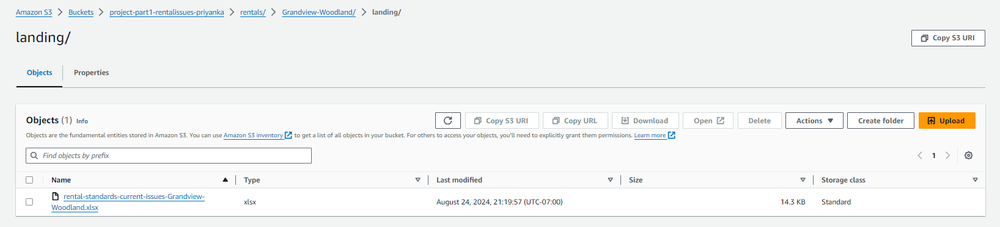 Amazon S3 > Buckets > project-part1-rentalissues-priyanka > rentals/ > Grandview-Woodland/ > landing/
landing/
Copy S3 URI
Objects Properties
Objects (1) Info
Copy S3 URI Copy URL Download Open Delete Actions Create folder Upload
Objects are the fundamental entities stored in Amazon S3. You can use Amazon S3 inventory to get a list of all objects in your bucket. For others to access your objects, you'll need to explicitly grant them permissions. Learn more
Find objects by prefix
1
Name Type Last modified Size Storage class
rental-standards-current-issues-Grandview-
Woodland.xlsx
xlsx August 24, 2024, 21:19:57 (UTC-07:00) 14.3 KB Standard